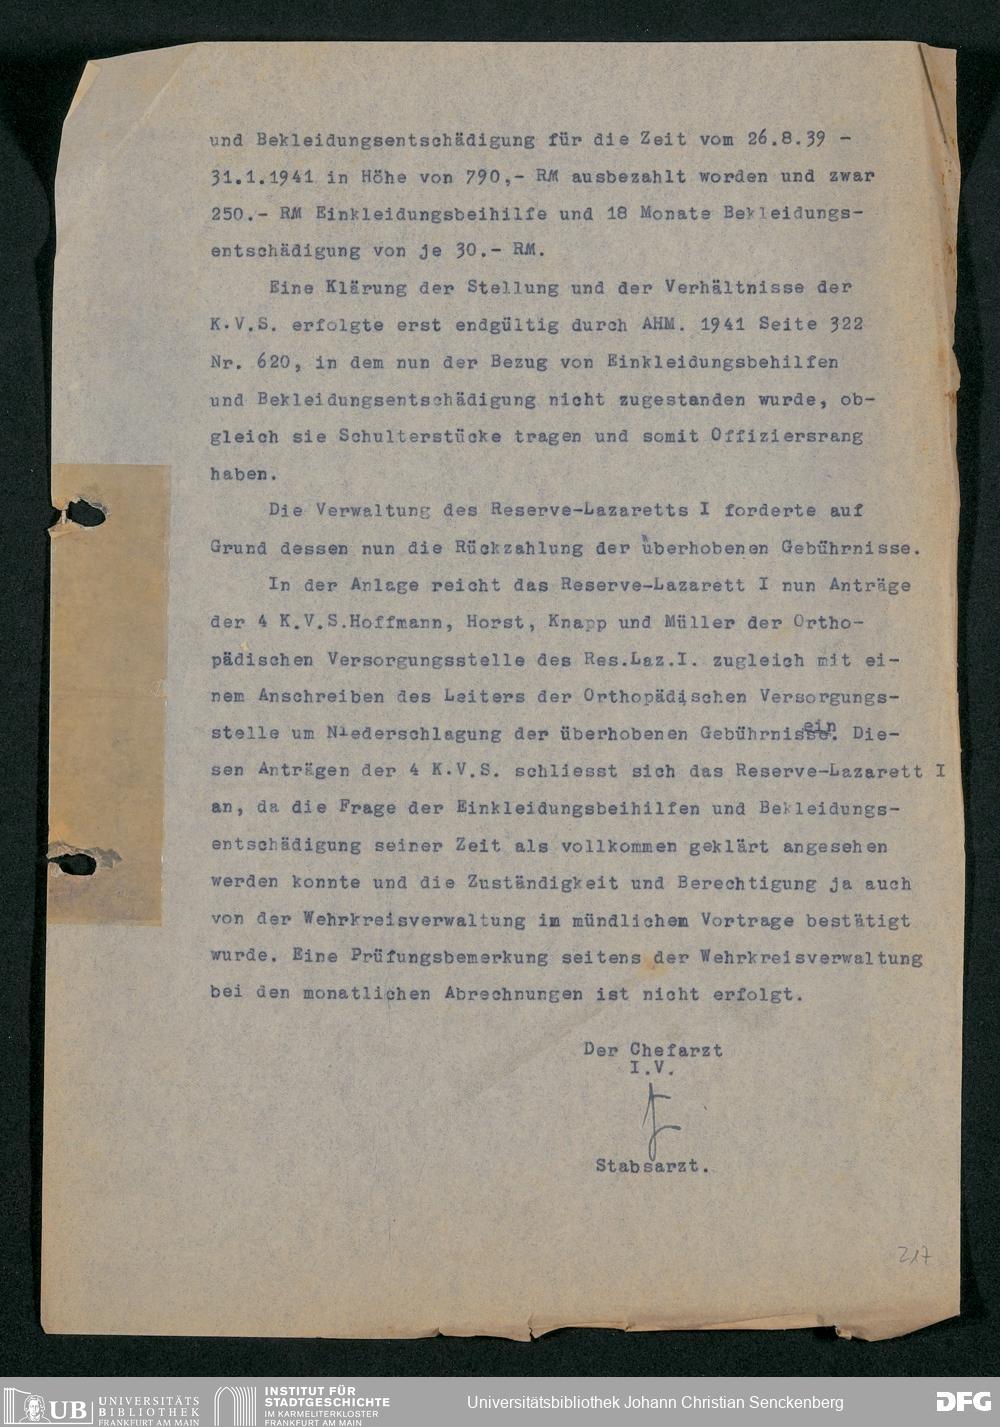 und Bekleidungsentschädigung für die Zeit vom 26.8.39 -
31.1.1941 in Höhe von 790,- RM ausbezahlt worden und zwar
250.- RM Einkleidungsbeihilfe und 18 Monate Bekleidungs-
entschädigung von je 30.- RM.
Eine Klärung der Stellung und der Verhältnisse der
K.V.S. erfolgte erst endgültig durch AHM. 1941 Seite 322
Nr. 620, in dem nun der Bezug von Einkleidungsbehilfen
und Bekleidungsentschädigung nicht zugestanden wurde, ob-
gleich sie Schulterstücke tragen und somit Offiziersrang
haben.
Die Verwaltung des Reserve-Lazaretts I forderte auf
Grund dessen nun die Rückzahlung der überhobenen Gebührnisse.
In der Anlage reicht das Reserve-Lazarett I nun Anträge
der 4 K.V.S.Hoffmann, Horst, Knapp und Müller der Ortho-
pädischen Versorgungsstelle des Res.Laz.I. zugleich mit ei-
nem Anschreiben des Leiters der Orthopädischen Versorgungs-
stelle um Niederschlagung der überhobenen Gebührnisse. ein Die-
sen Anträgen der 4 K.V.S. schliesst sich das Reserve-Lazarett I
an, da die Frage der Einkleidungsbeihilfen und Bekleidungs-
entschädigung seiner Zeit als vollkommen geklärt angesehen
werden konnte und die Zuständigkeit und Berechtigung ja auch
von der Wehrkreisverwaltung im mündlichem Vortrage bestätigt
wurde. Eine Prüfungsbemerkung seitens der Wehrkreisverwaltung
bei den monatlichen Abrechnungen ist nicht erfolgt.
Der Chefarzt
I.V.
Stabsarzt.
217
UB UNIVERSITÄTS
BIBLIOTHEK
FRANKFURT AM MAIN
INSTITUT FÜR
STADTGESCHICHTE
IM KARMELITERKLOSTER
FRANKFURT AM MAIN
Universitätsbibliothek Johann Christian Senckenberg
DFG